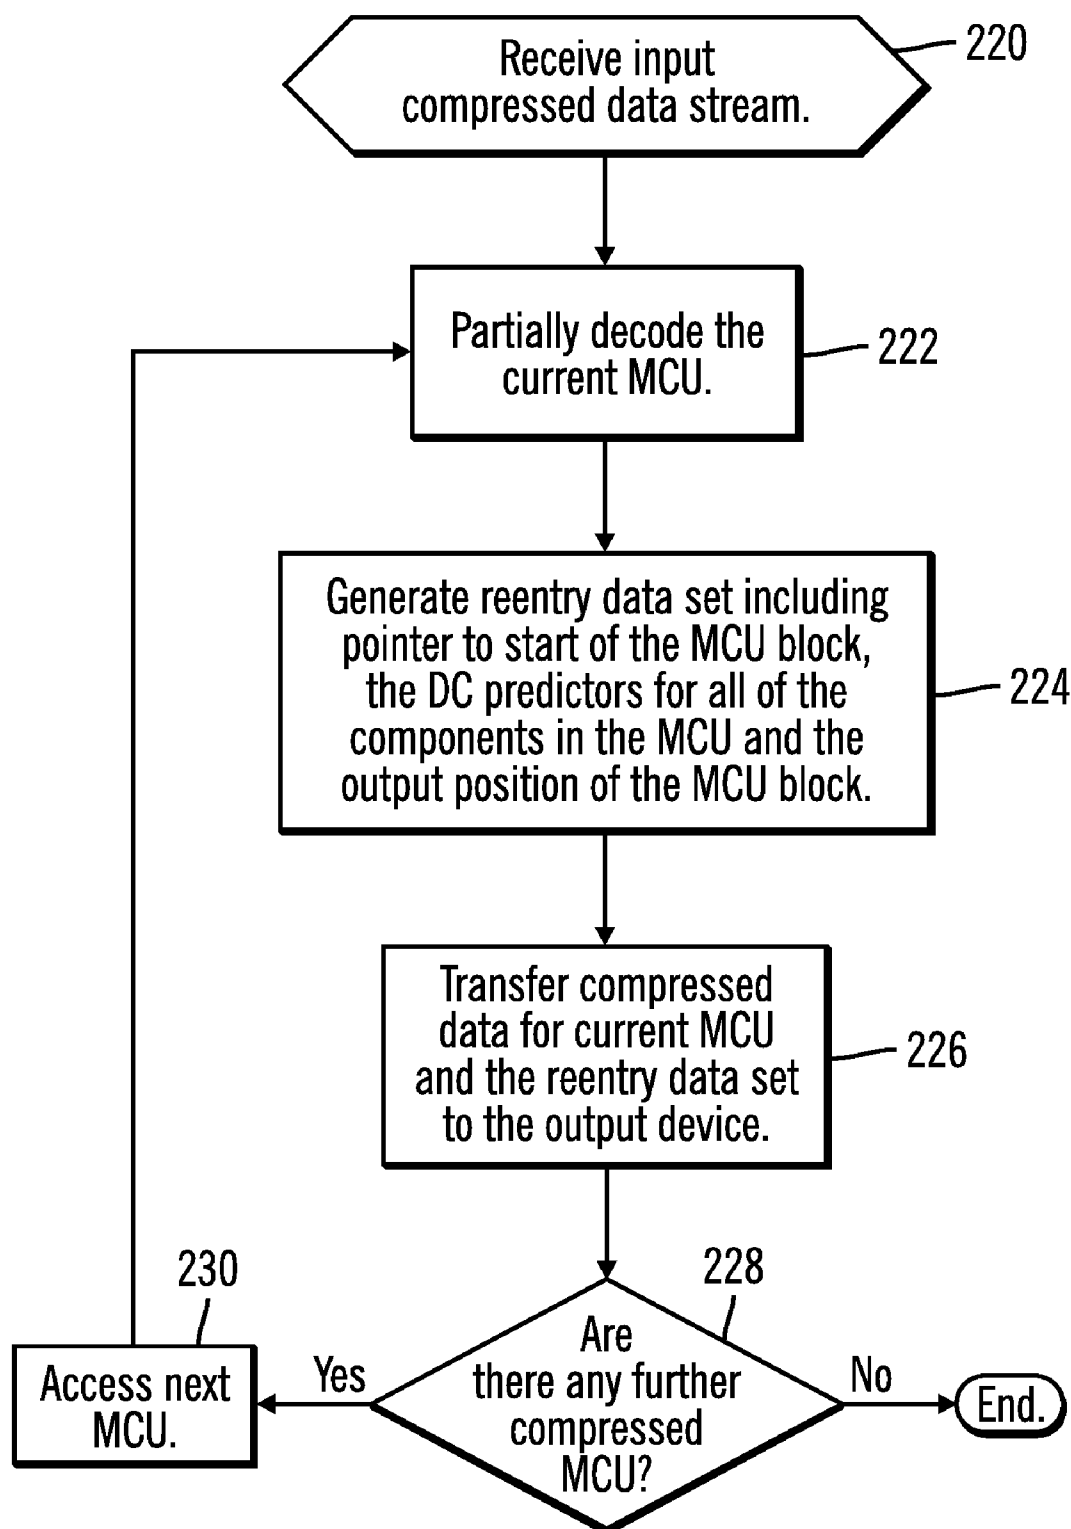 Receive input
compressed data stream.
220
Partially decode the
current MCU.
222
Generate reentry data set including
pointer to start of the MCU block,
the DC predictors for all of the
components in the MCU and the
output position of the MCU block.
224
Transfer compressed
data for current MCU
and the reentry data set
to the output device.
226
228
Are
there any further
compressed
MCU?
Yes
No
End.
230
Access next
MCU.